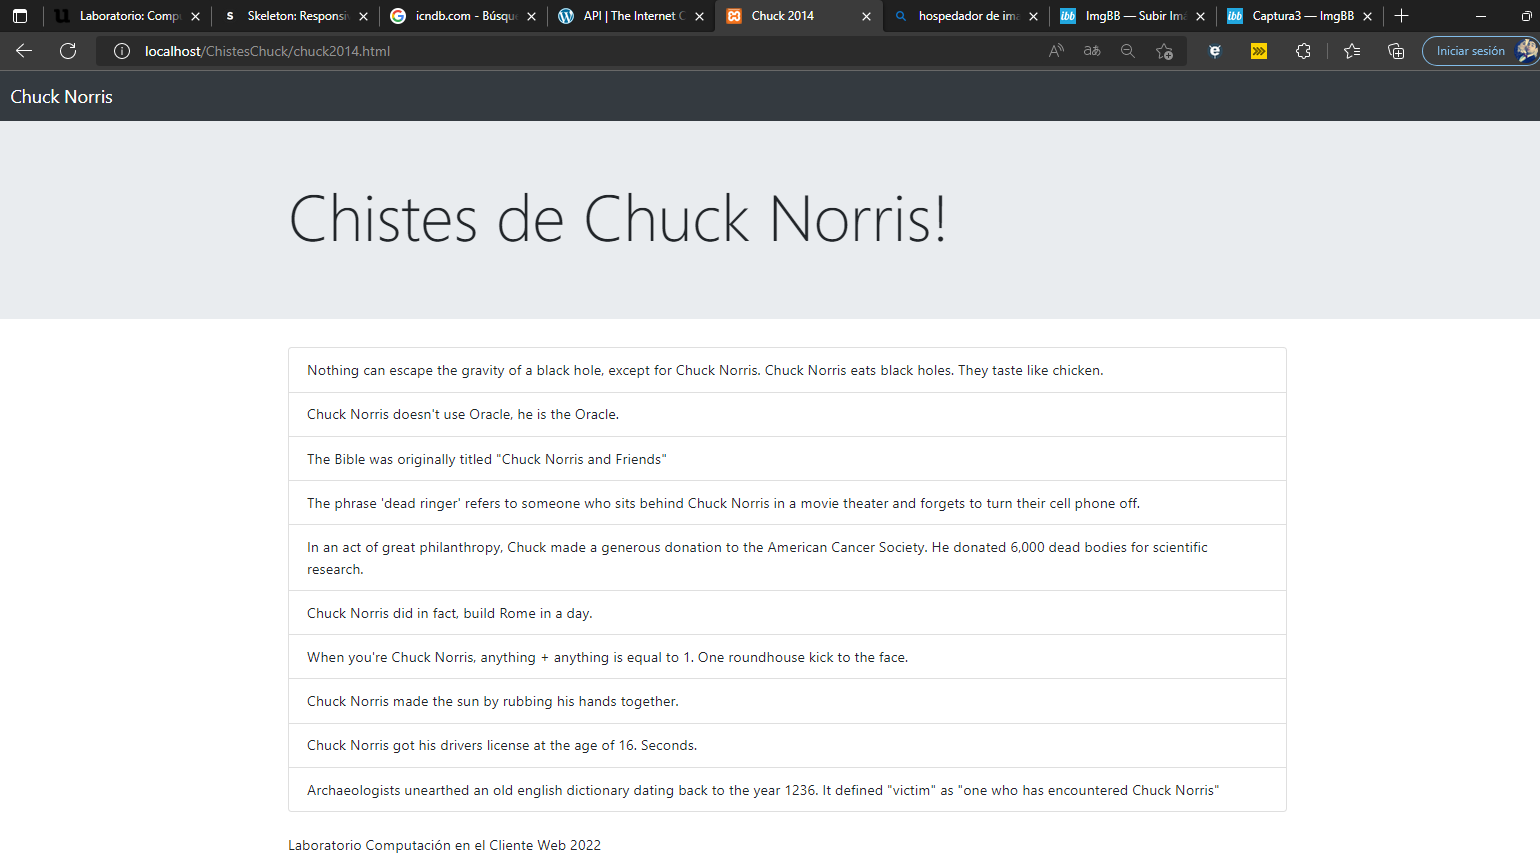 Laboratorio: Comp
Skeleton: Responsiv
icndb.com - Búsque
API | The Internet C
Chuck 2014
hospedador de ima
ibb
ImgBB — Subir Imá
ibb
Captura3 — ImgBB
localhost/ChistesChuck/chuck2014.html
Iniciar sesión
Chuck Norris
Chistes de Chuck Norris!
Nothing can escape the gravity of a black hole, except for Chuck Norris. Chuck Norris eats black holes. They taste like chicken.
Chuck Norris doesn't use Oracle, he is the Oracle.
The Bible was originally titled "Chuck Norris and Friends"
The phrase 'dead ringer' refers to someone who sits behind Chuck Norris in a movie theater and forgets to turn their cell phone off.
In an act of great philanthropy, Chuck made a generous donation to the American Cancer Society. He donated 6,000 dead bodies for scientific
research.
Chuck Norris did in fact, build Rome in a day.
When you're Chuck Norris, anything + anything is equal to 1. One roundhouse kick to the face.
Chuck Norris made the sun by rubbing his hands together.
Chuck Norris got his drivers license at the age of 16. Seconds.
Archaeologists unearthed an old english dictionary dating back to the year 1236. It defined "victim" as "one who has encountered Chuck Norris"
Laboratorio Computación en el Cliente Web 2022